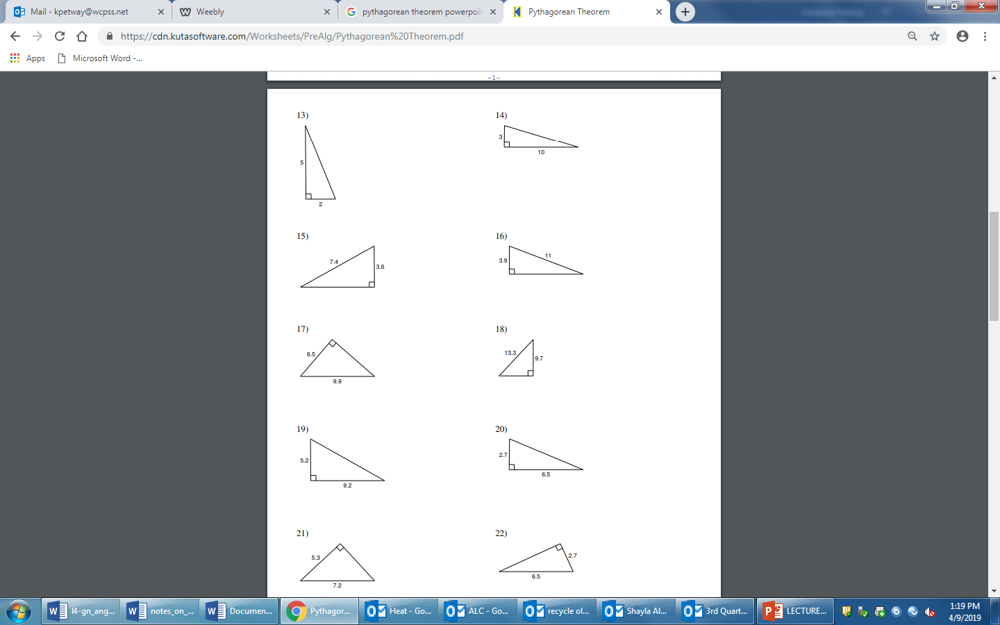 Mail - kpetway@wcpss.net
Weebly
pythagorean theorem powerpoin
Pythagorean Theorem
https://cdn.kutasoftware.com/Worksheets/PreAlg/Pythagorean%20Theorem.pdf
Apps
Microsoft Word -...
-1-
13)
5
2
14)
3
10
15)
7.4
3.6
16)
3.9
11
17)
6.5
9.9
18)
13.3
9.7
19)
5.2
9.2
20)
2.7
6.5
21)
5.3
7.2
22)
2.7
6.5
l4-gn_ang...
notes_on_...
Documen...
Pythagor...
Heat - Go...
ALC - Go...
recycle ol...
Shayla Al...
3rd Quart...
LECTURE...
1:19 PM
4/9/2019